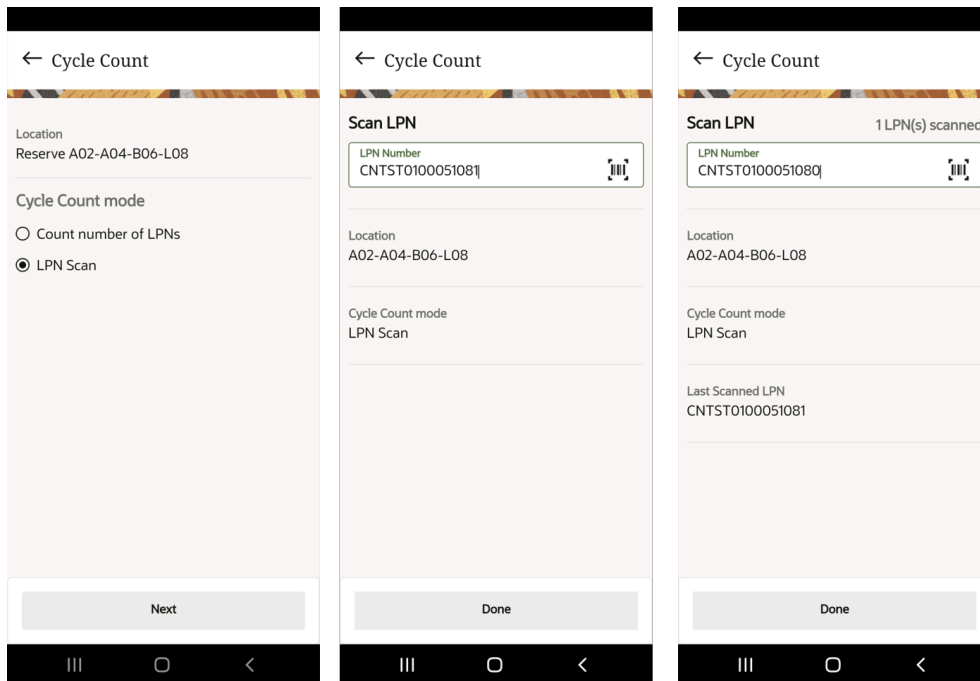 Cycle Count
Location
Reserve A02-A04-B06-L08
Cycle Count mode
Count number of LPNs
LPN Scan
Next
Cycle Count
Scan LPN
LPN Number
CNTST0100051081
Location
A02-A04-B06-L08
Cycle Count mode
LPN Scan
Done
Cycle Count
Scan LPN
1 LPN(s) scanned
LPN Number
CNTST0100051080
Location
A02-A04-B06-L08
Cycle Count mode
LPN Scan
Last Scanned LPN
CNTST0100051081
Done